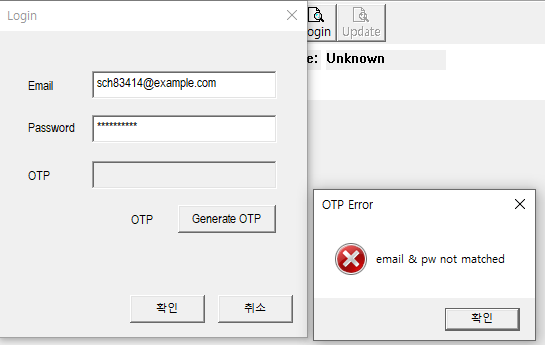 Login
Email
sch83414@example.com
Password
**********
OTP
OTP
Generate OTP
확인
취소
ogin
Update
e: Unknown
OTP Error
email & pw not matched
확인